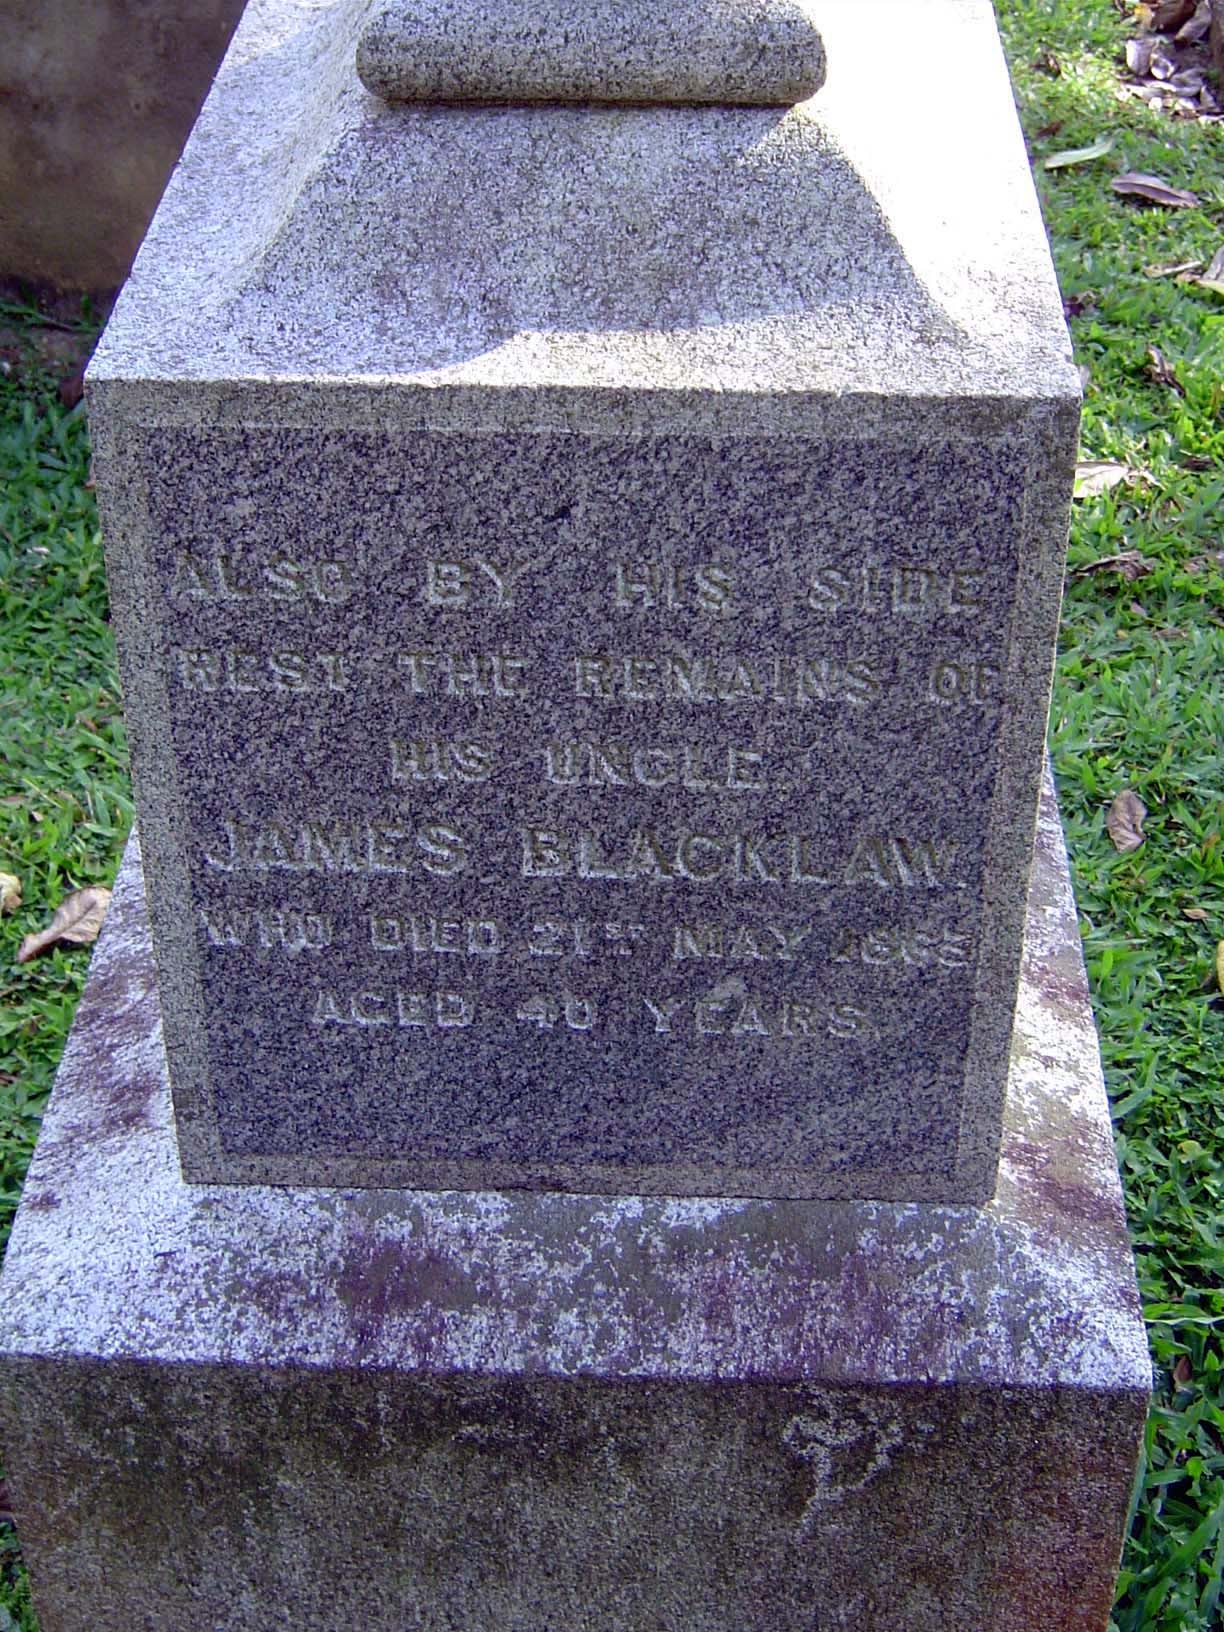 ALSO BY HIS SIDE
REST THE REMAINS OF
HIS UNCLE.
JAMES BLACKLAW.
WHO DIED 21ST MAY
AGED 40 YEARS.